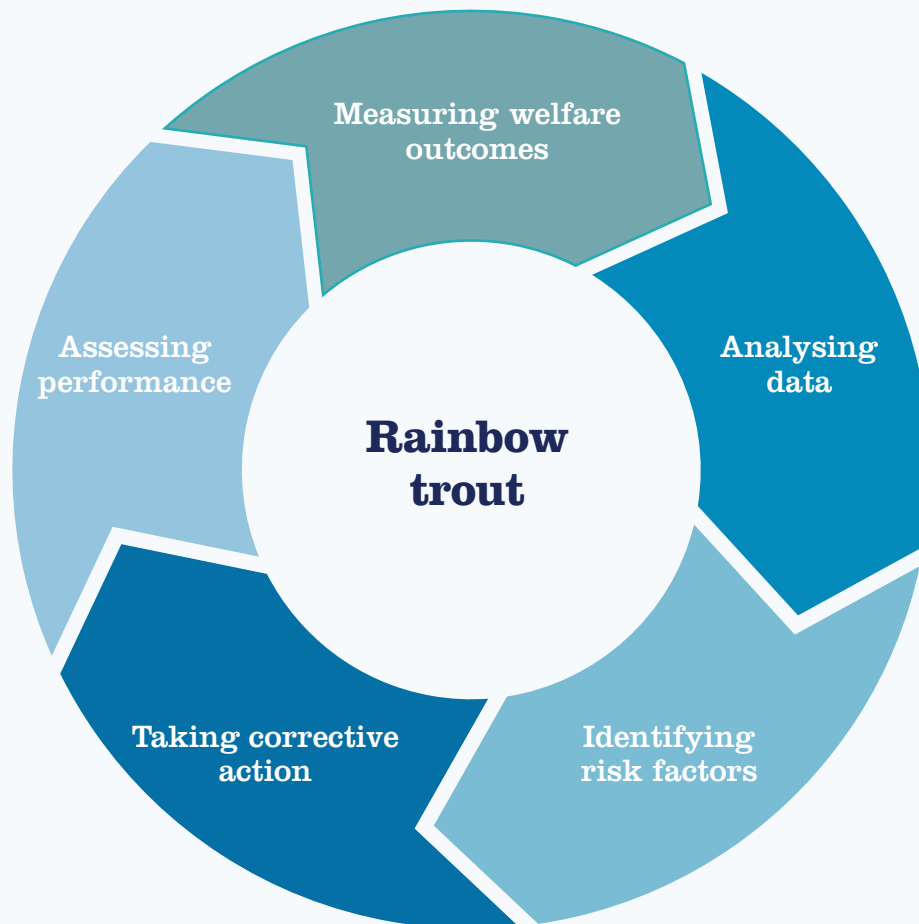 Measuring welfare
outcomes
Analysing
data
Identifying
risk factors
Taking corrective
action
Assessing
performance
Rainbow
trout